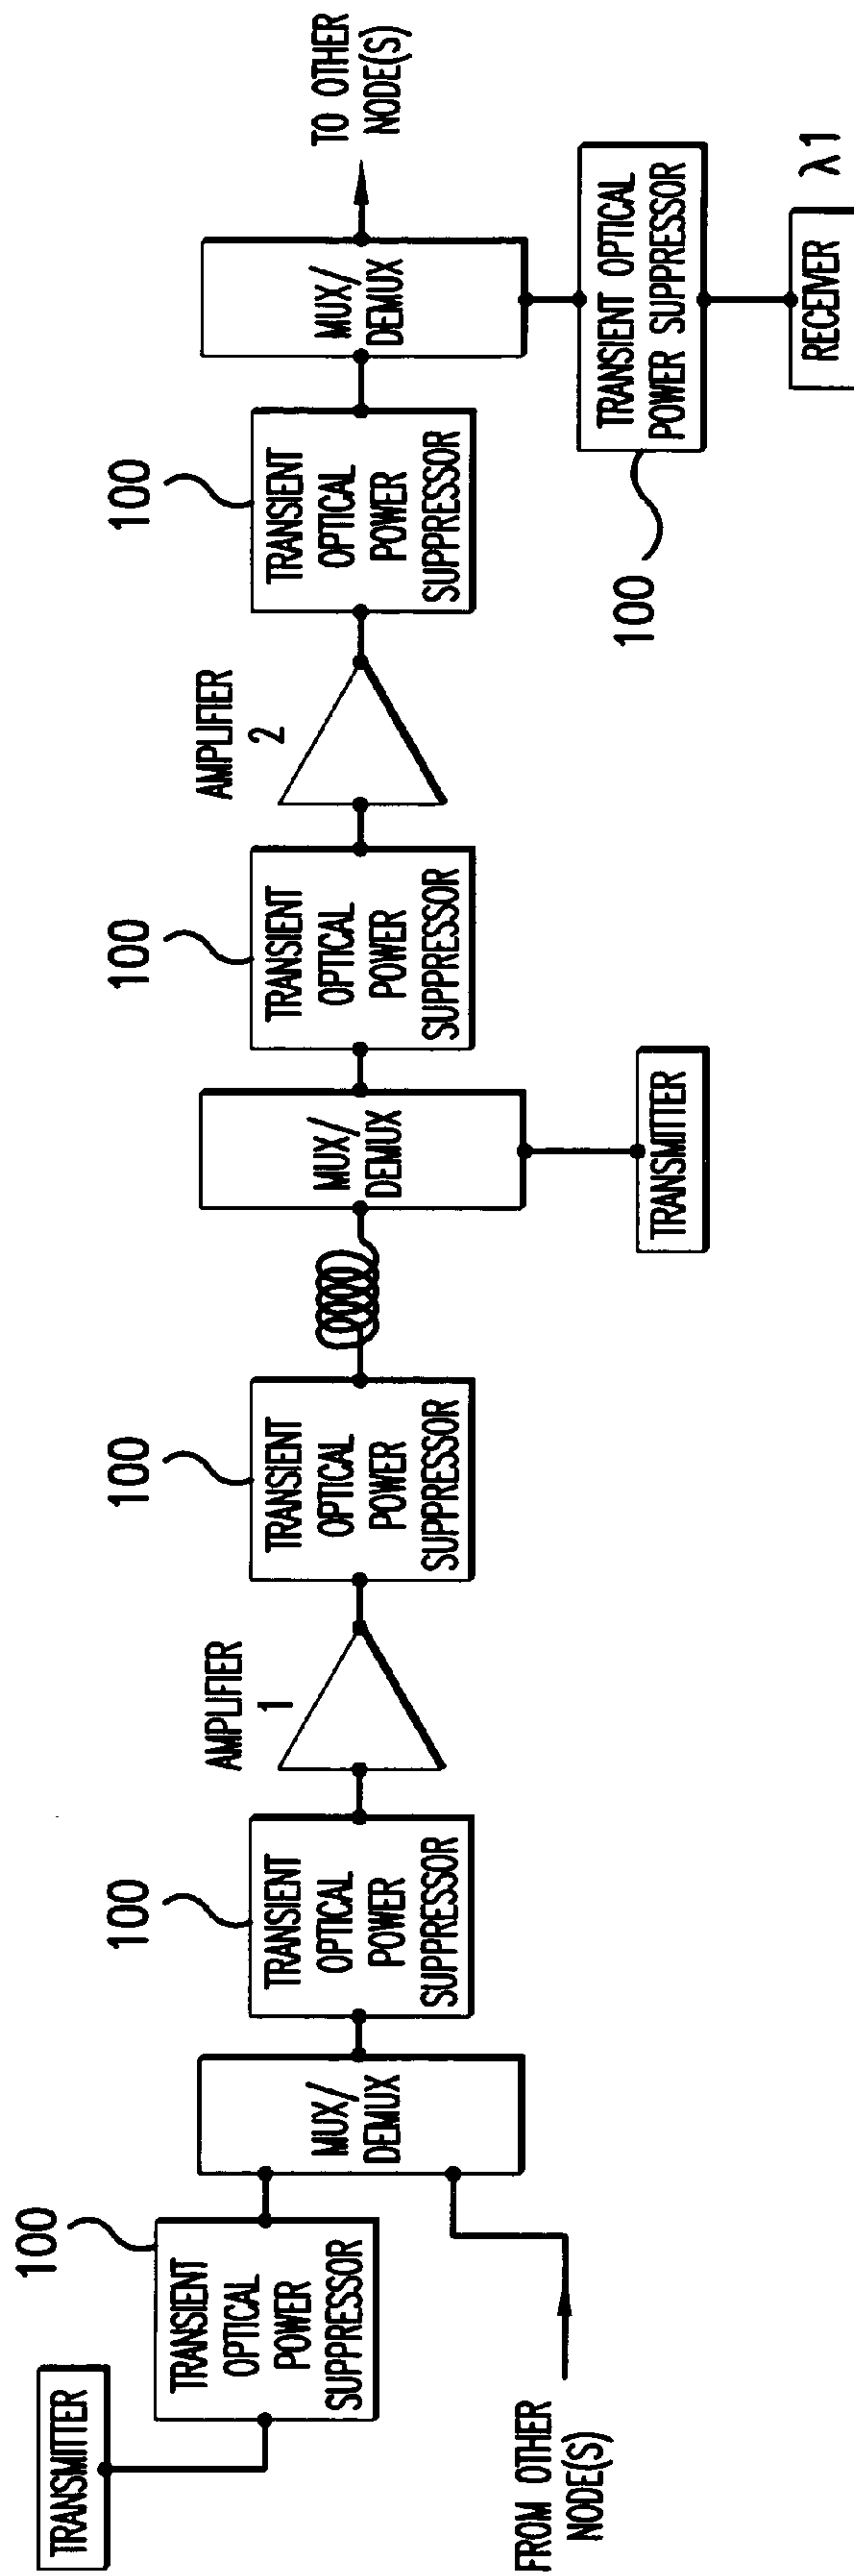 TRANSMITTER
100
TRANSIENT
OPTICAL
POWER
SUPPRESSOR
FROM OTHER
NODE(S)
MUX/
DEMUX
100
TRANSIENT
OPTICAL
POWER
SUPPRESSOR
AMPLIFIER
1
100
TRANSIENT
OPTICAL
POWER
SUPPRESSOR
MUX/
DEMUX
TRANSMITTER
100
TRANSIENT
OPTICAL
POWER
SUPPRESSOR
AMPLIFIER
2
100
TRANSIENT
OPTICAL
POWER
SUPPRESSOR
MUX/
DEMUX
TO OTHER
NODE(S)
100
TRANSIENT OPTICAL
POWER SUPPRESSOR
RECEIVER
λ1